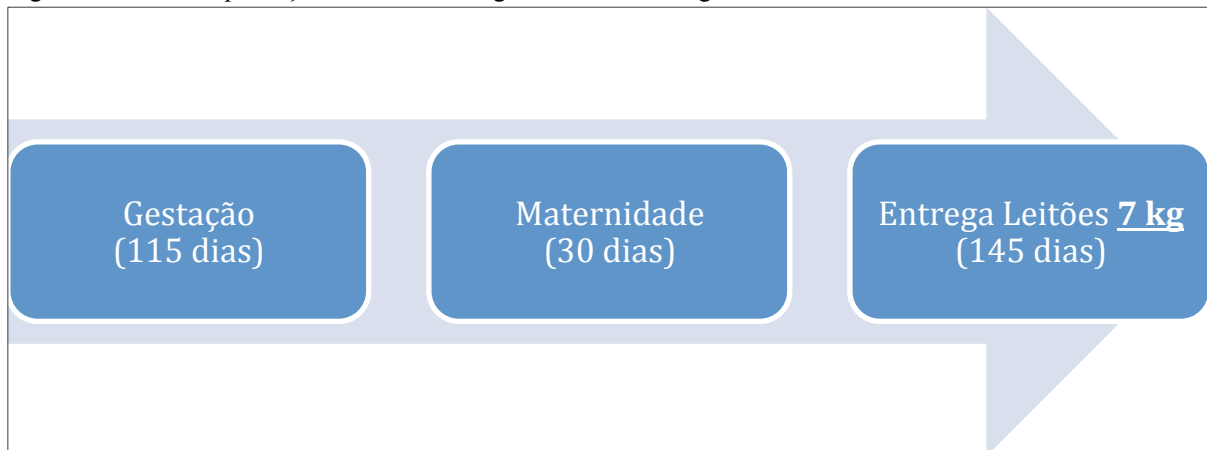 Gestação
(115 dias)
Maternidade
(30 dias)
Entrega Leitões 7 kg
(145 dias)